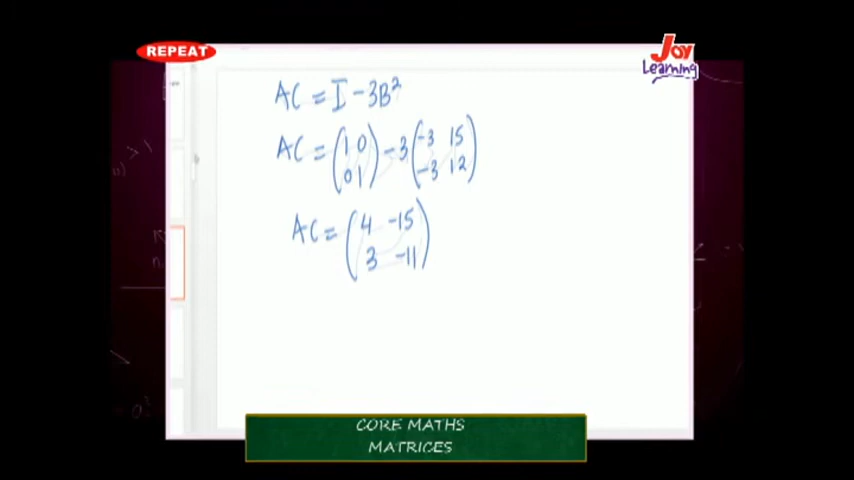 REPEAT
JOY
Learning
AC = I - 3B²
AC = (1 0
0 1) - 3(-3 15
-3 12)
AC = (4 -15
3 -11)
CORE MATHS
MATRICES